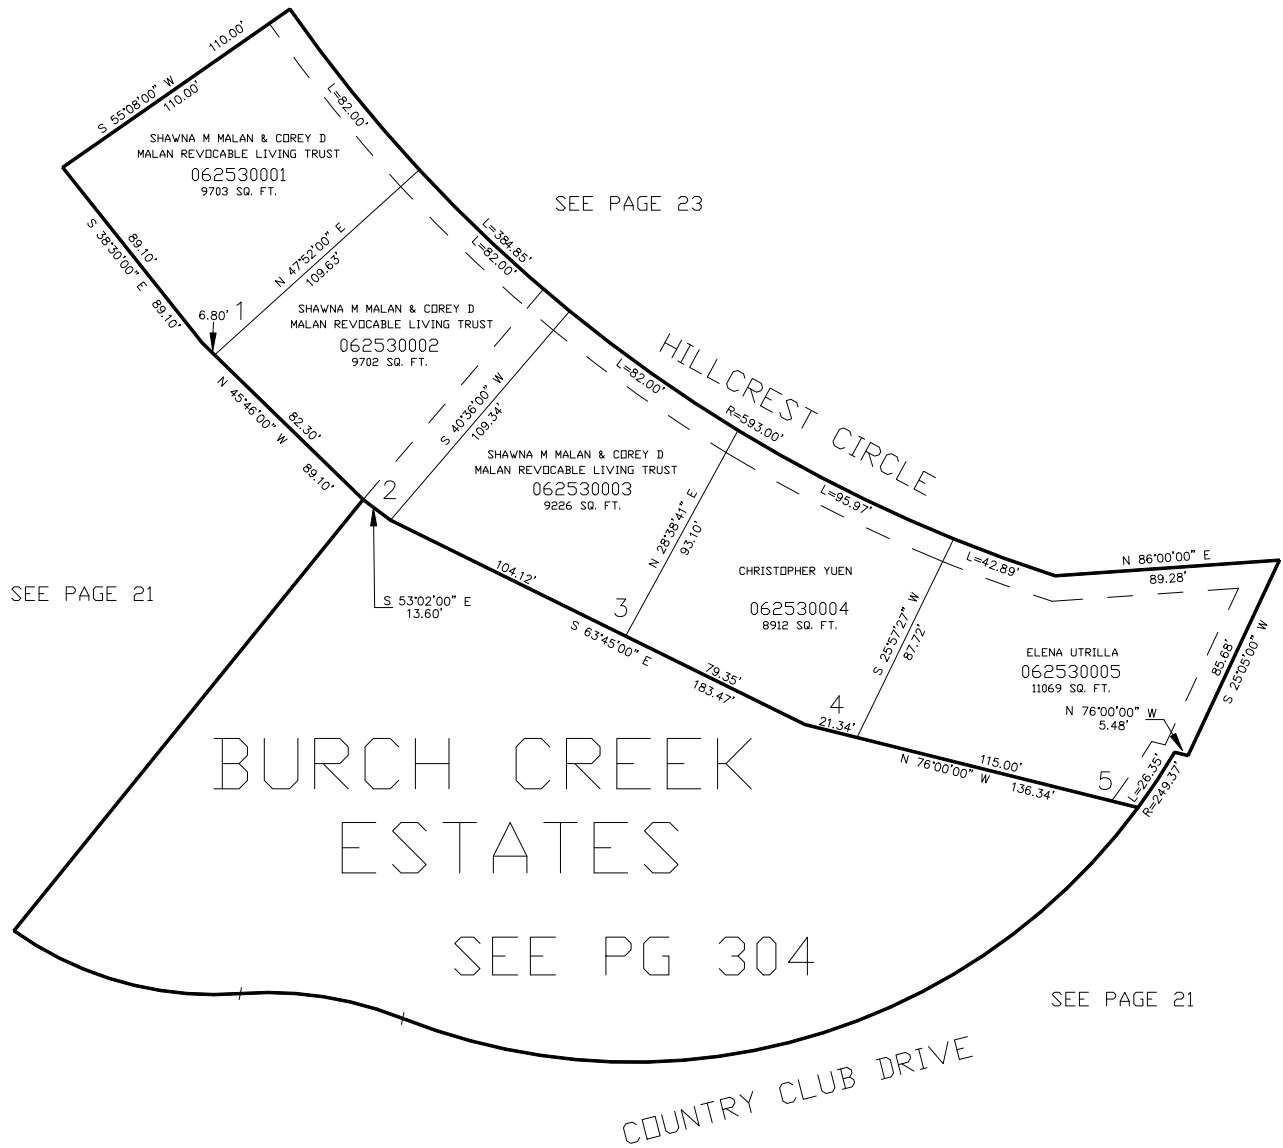 110.00'
S 55°08'00" W
110.00'
L=82.00'
SHAWNA M MALAN & COREY D
MALAN REVOCABLE LIVING TRUST
062530001
9703 SQ. FT.
SEE PAGE 23
S 38°30'00" E
89.10'
89.10'
N 47°52'00" E
109.63'
L=384.85'
L=82.00'
6.80'
1
SHAWNA M MALAN & COREY D
MALAN REVOCABLE LIVING TRUST
062530002
9702 SQ. FT.
N 45°46'00" W
82.30'
89.10'
S 40°36'00" W
109.34'
L=82.00'
HILLCREST CIRCLE
R=593.00'
SHAWNA M MALAN & COREY D
MALAN REVOCABLE LIVING TRUST
062530003
9226 SQ. FT.
2
N 28°38'41" E
93.10'
L=95.97'
L=42.89'
N 86°00'00" E
89.28'
SEE PAGE 21
S 53°02'00" E
13.60'
104.12'
3
S 63°45'00" E
CHRISTOPHER YUEN
062530004
8912 SQ. FT.
S 25°57'27" W
87.72'
ELENA UTRILLA
062530005
11069 SQ. FT.
85.68'
S 25°05'00" W
N 76°00'00" W
5.48'
79.35'
183.47'
4
21.34'
N 76°00'00" W
115.00'
136.34'
5
L=26.35'
R=249.37'
BURCH CREEK
ESTATES
SEE PG 304
SEE PAGE 21
COUNTRY CLUB DRIVE